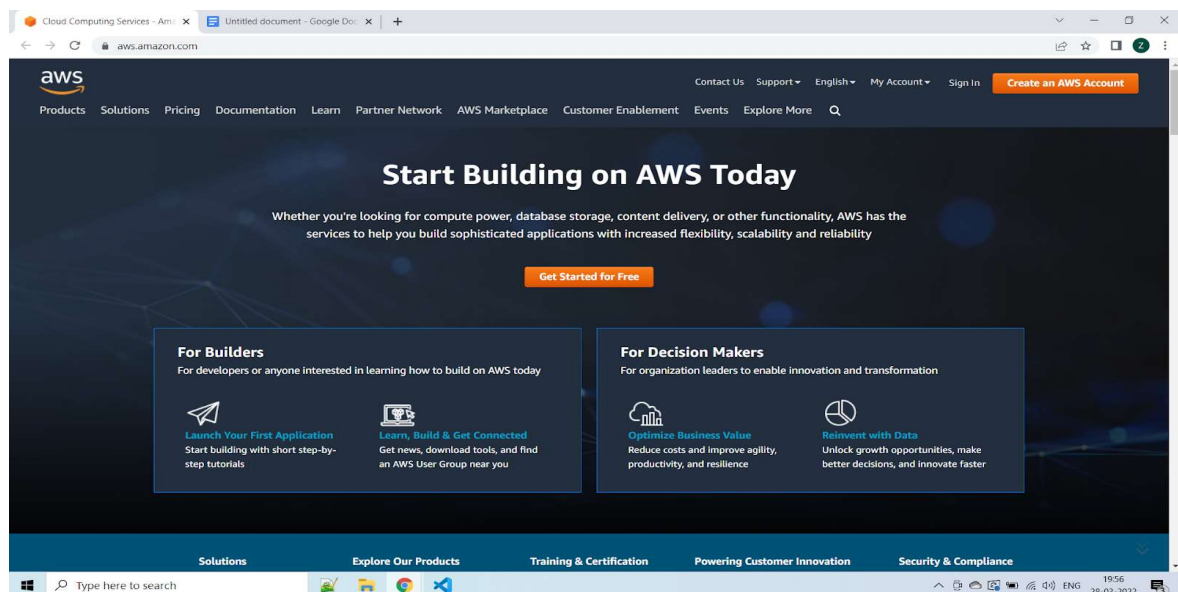 Cloud Computing Services - Am
Untitled document - Google Doc
aws.amazon.com
aws
Contact Us Support English My Account Sign In Create an AWS Account
Products Solutions Pricing Documentation Learn Partner Network AWS Marketplace Customer Enablement Events Explore More
Start Building on AWS Today
Whether you're looking for compute power, database storage, content delivery, or other functionality, AWS has the
services to help you build sophisticated applications with increased flexibility, scalability and reliability
Get Started for Free
For Builders
For developers or anyone interested in learning how to build on AWS today
Launch Your First Application
Start building with short step-by-
step tutorials
Learn, Build & Get Connected
Get news, download tools, and find
an AWS User Group near you
For Decision Makers
For organization leaders to enable innovation and transformation
Optimize Business Value
Reduce costs and improve agility,
productivity, and resilience
Reinvent with Data
Unlock growth opportunities, make
better decisions, and innovate faster
Solutions Explore Our Products Training & Certification Powering Customer Innovation Security & Compliance
Type here to search
ENG
19:56